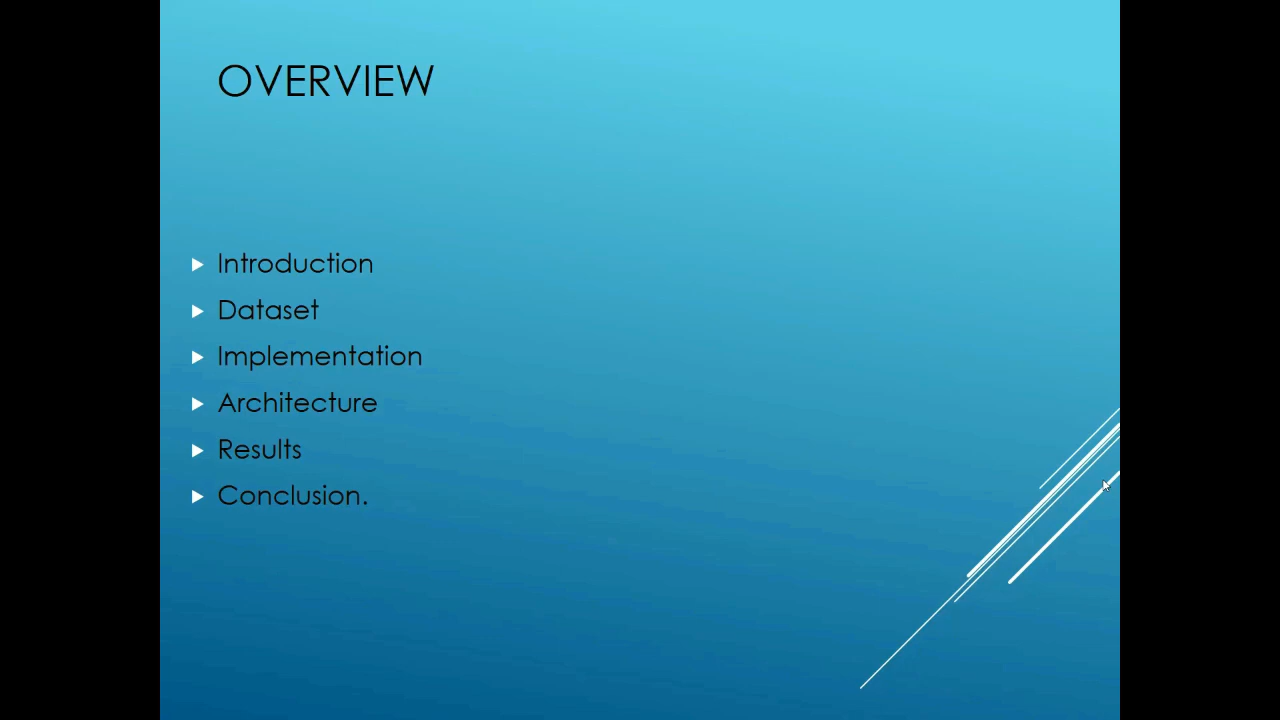 OVERVIEW
Introduction
Dataset
Implementation
Architecture
Results
Conclusion.